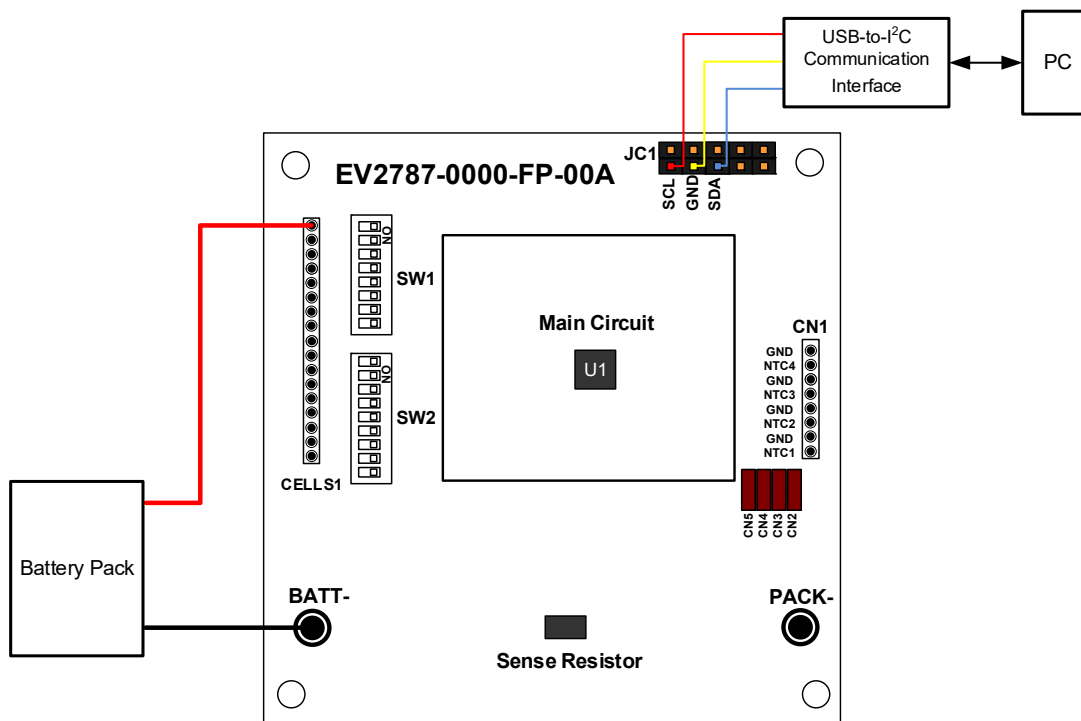 USB-to-I²C
Communication
Interface
PC
JC1
EV2787-0000-FP-00A
SCL
GND
SDA
ON
SW1
Main Circuit
U1
CN1
GND
NTC4
GND
NTC3
GND
NTC2
GND
NTC1
ON
SW2
CELLS1
CN5
CN4
CN3
CN2
Battery Pack
BATT-
PACK-
Sense Resistor